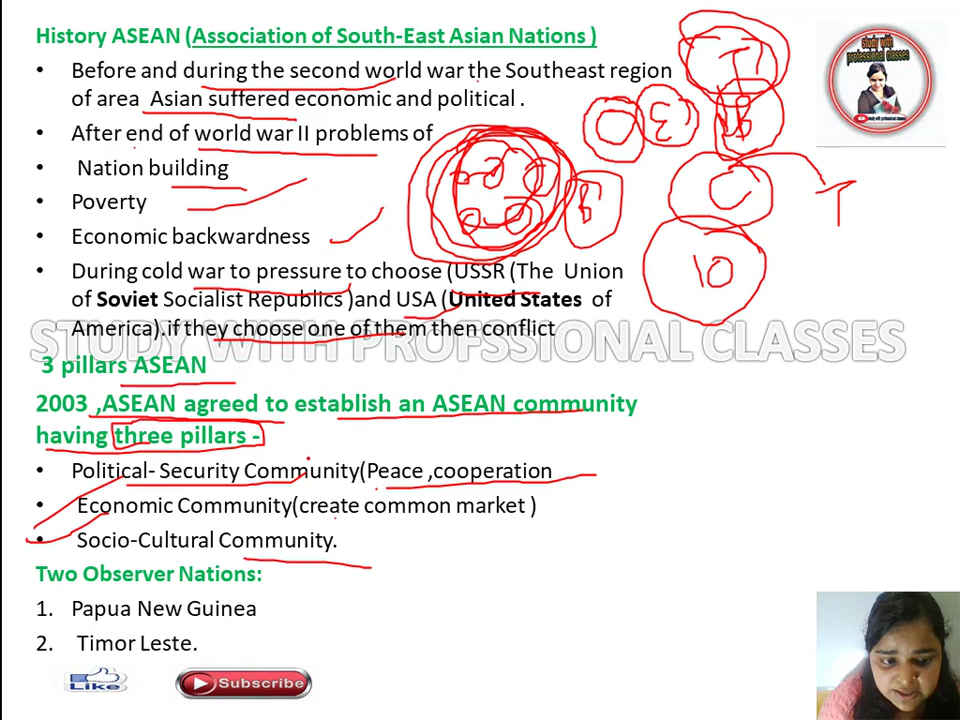 History ASEAN (Association of South-East Asian Nations )
• Before and during the second world war the Southeast region
of area Asian suffered economic and political .
• After end of world war II problems of
• Nation building
• Poverty
• Economic backwardness
• During cold war to pressure to choose (USSR (The Union
of Soviet Socialist Republics )and USA (United States of
America).if they choose one of them then conflict
STUDY WITH PROFSSIONAL CLASSES
3 pillars ASEAN
2003 ,ASEAN agreed to establish an ASEAN community
having three pillars -
• Political- Security Community(Peace ,cooperation
• Economic Community(create common market )
• Socio-Cultural Community.
Two Observer Nations:
1. Papua New Guinea
2. Timor Leste.
Like
Subscribe
study with
professional classes
10
T